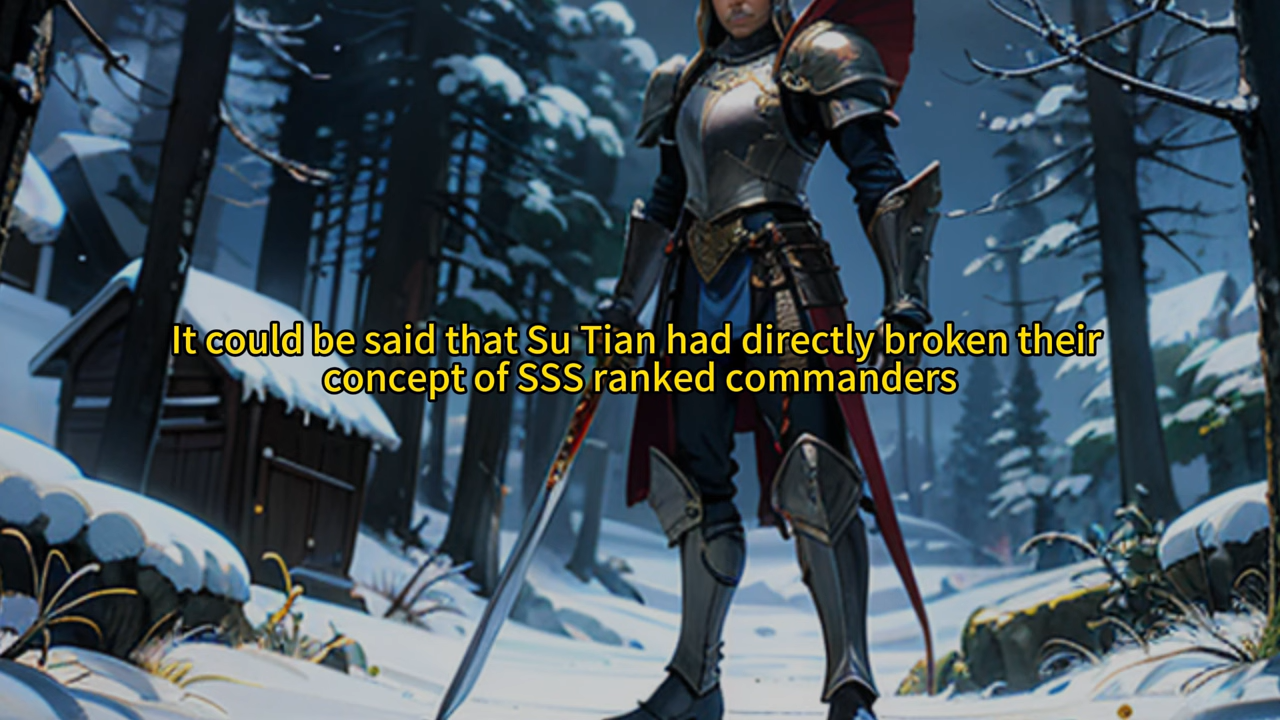 It could be said that Su Tian had directly broken their
concept of SSS ranked commanders